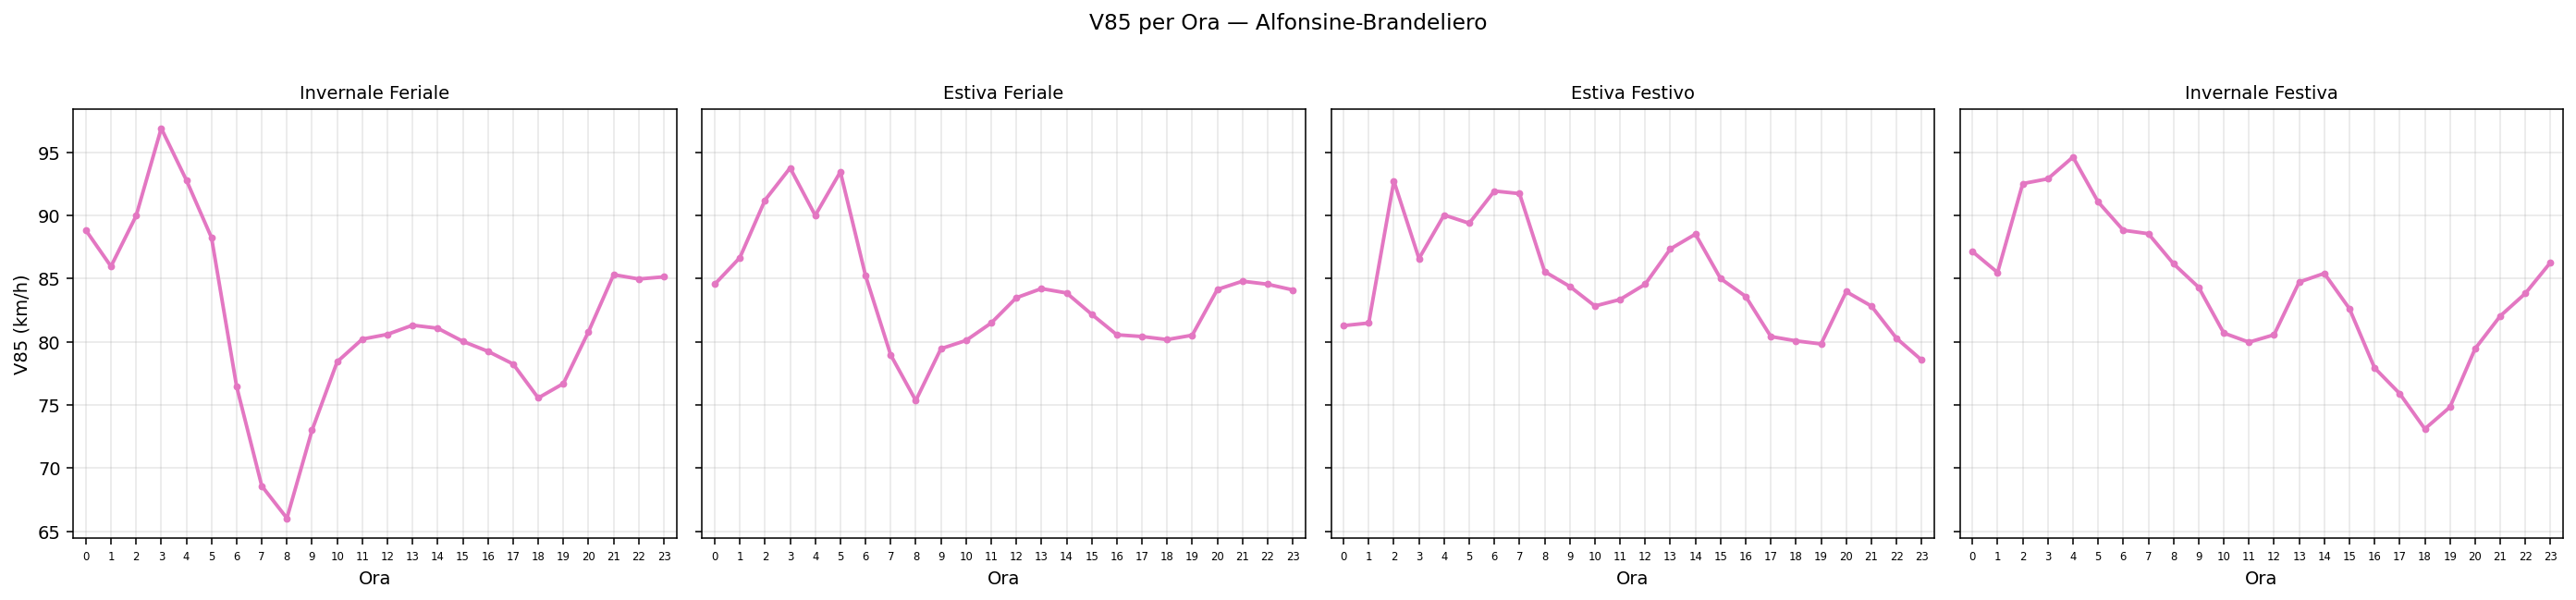 V85 per Ora — Alfonsine-Brandeliero
Invernale Feriale
Estiva Feriale
Estiva Festivo
Invernale Festiva
V85 (km/h)
95
90
85
80
75
70
65
0 1 2 3 4 5 6 7 8 9 10 11 12 13 14 15 16 17 18 19 20 21 22 23
0 1 2 3 4 5 6 7 8 9 10 11 12 13 14 15 16 17 18 19 20 21 22 23
0 1 2 3 4 5 6 7 8 9 10 11 12 13 14 15 16 17 18 19 20 21 22 23
0 1 2 3 4 5 6 7 8 9 10 11 12 13 14 15 16 17 18 19 20 21 22 23
Ora
Ora
Ora
Ora